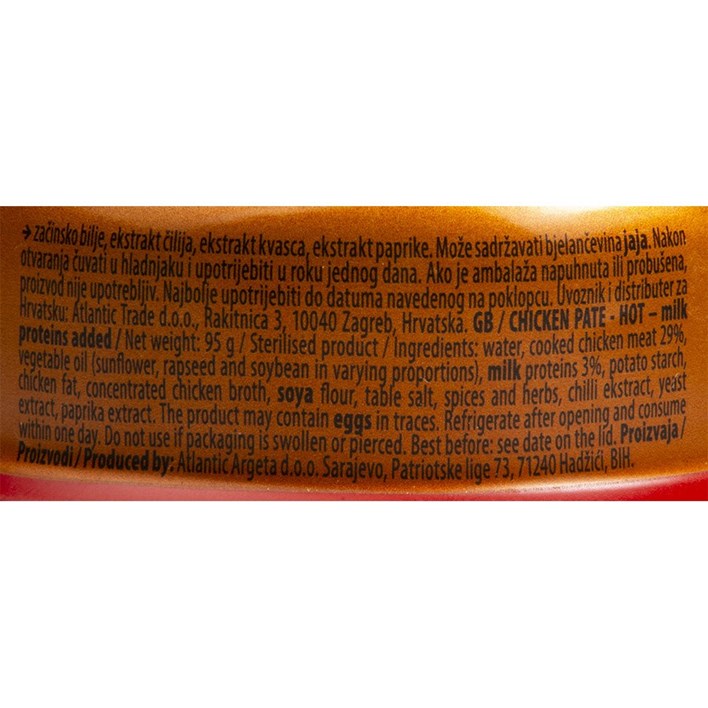 →začinsko bilje, ekstrakt čilija, ekstrakt kvasca, ekstrakt paprike. Može sadržavati bjelančevina jaja. Nakon
otvaranja čuvati u hladnjaku i upotrijebiti u roku jednog dana. Ako je ambalaža napuhnuta ili probušena,
proizvod nije upotrebljiv. Najbolje upotrijebiti do datuma navedenog na poklopcu. Uvoznik i distributer za
Hrvatsku: Atlantic Trade d.o.o., Rakitnica 3, 10040 Zagreb, Hrvatska. GB / CHICKEN PATE - HOT – milk
proteins added / Net weight: 95 g / Sterilised product / Ingredients: water, cooked chicken meat 29%,
vegetable oil (sunflower, rapseed and soybean in varying proportions), milk proteins 3%, potato starch,
chicken fat, concentrated chicken broth, soya flour, table salt, spices and herbs, chilli ekstract, yeast
extract, paprika extract. The product may contain eggs in traces. Refrigerate after opening and consume
within one day. Do not use if packaging is swollen or pierced. Best before: see date on the lid. Proizvaja /
Proizvodi / Produced by: Atlantic Argeta d.o.o. Sarajevo, Patriotske lige 73, 71240 Hadžići, BIH.